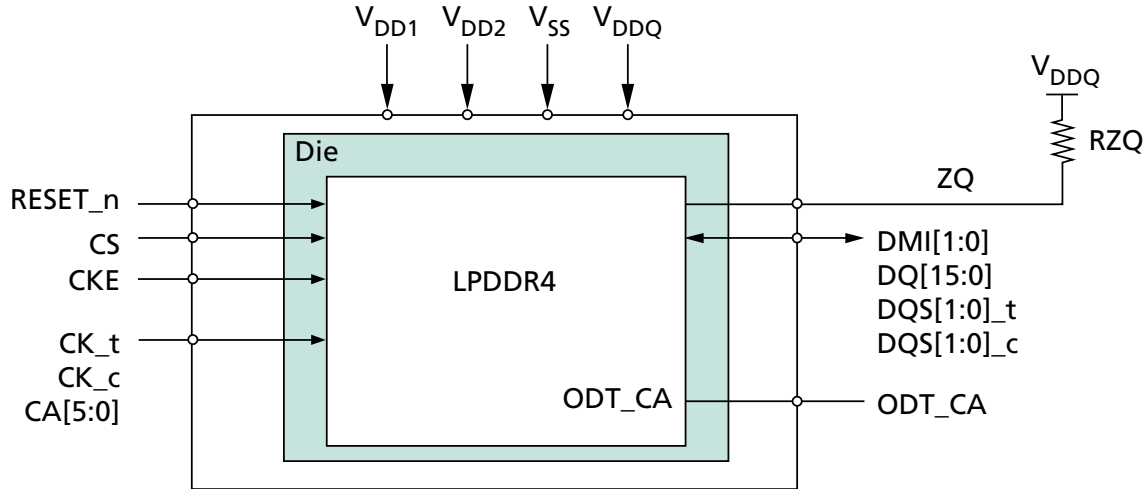 VDD1 VDD2 VSS VDDQ
VDDQ
RZQ
Die
ZQ
RESET_n
CS
CKE
CK_t
CK_c
CA[5:0]
LPDDR4
ODT_CA
DMI[1:0]
DQ[15:0]
DQS[1:0]_t
DQS[1:0]_c
ODT_CA